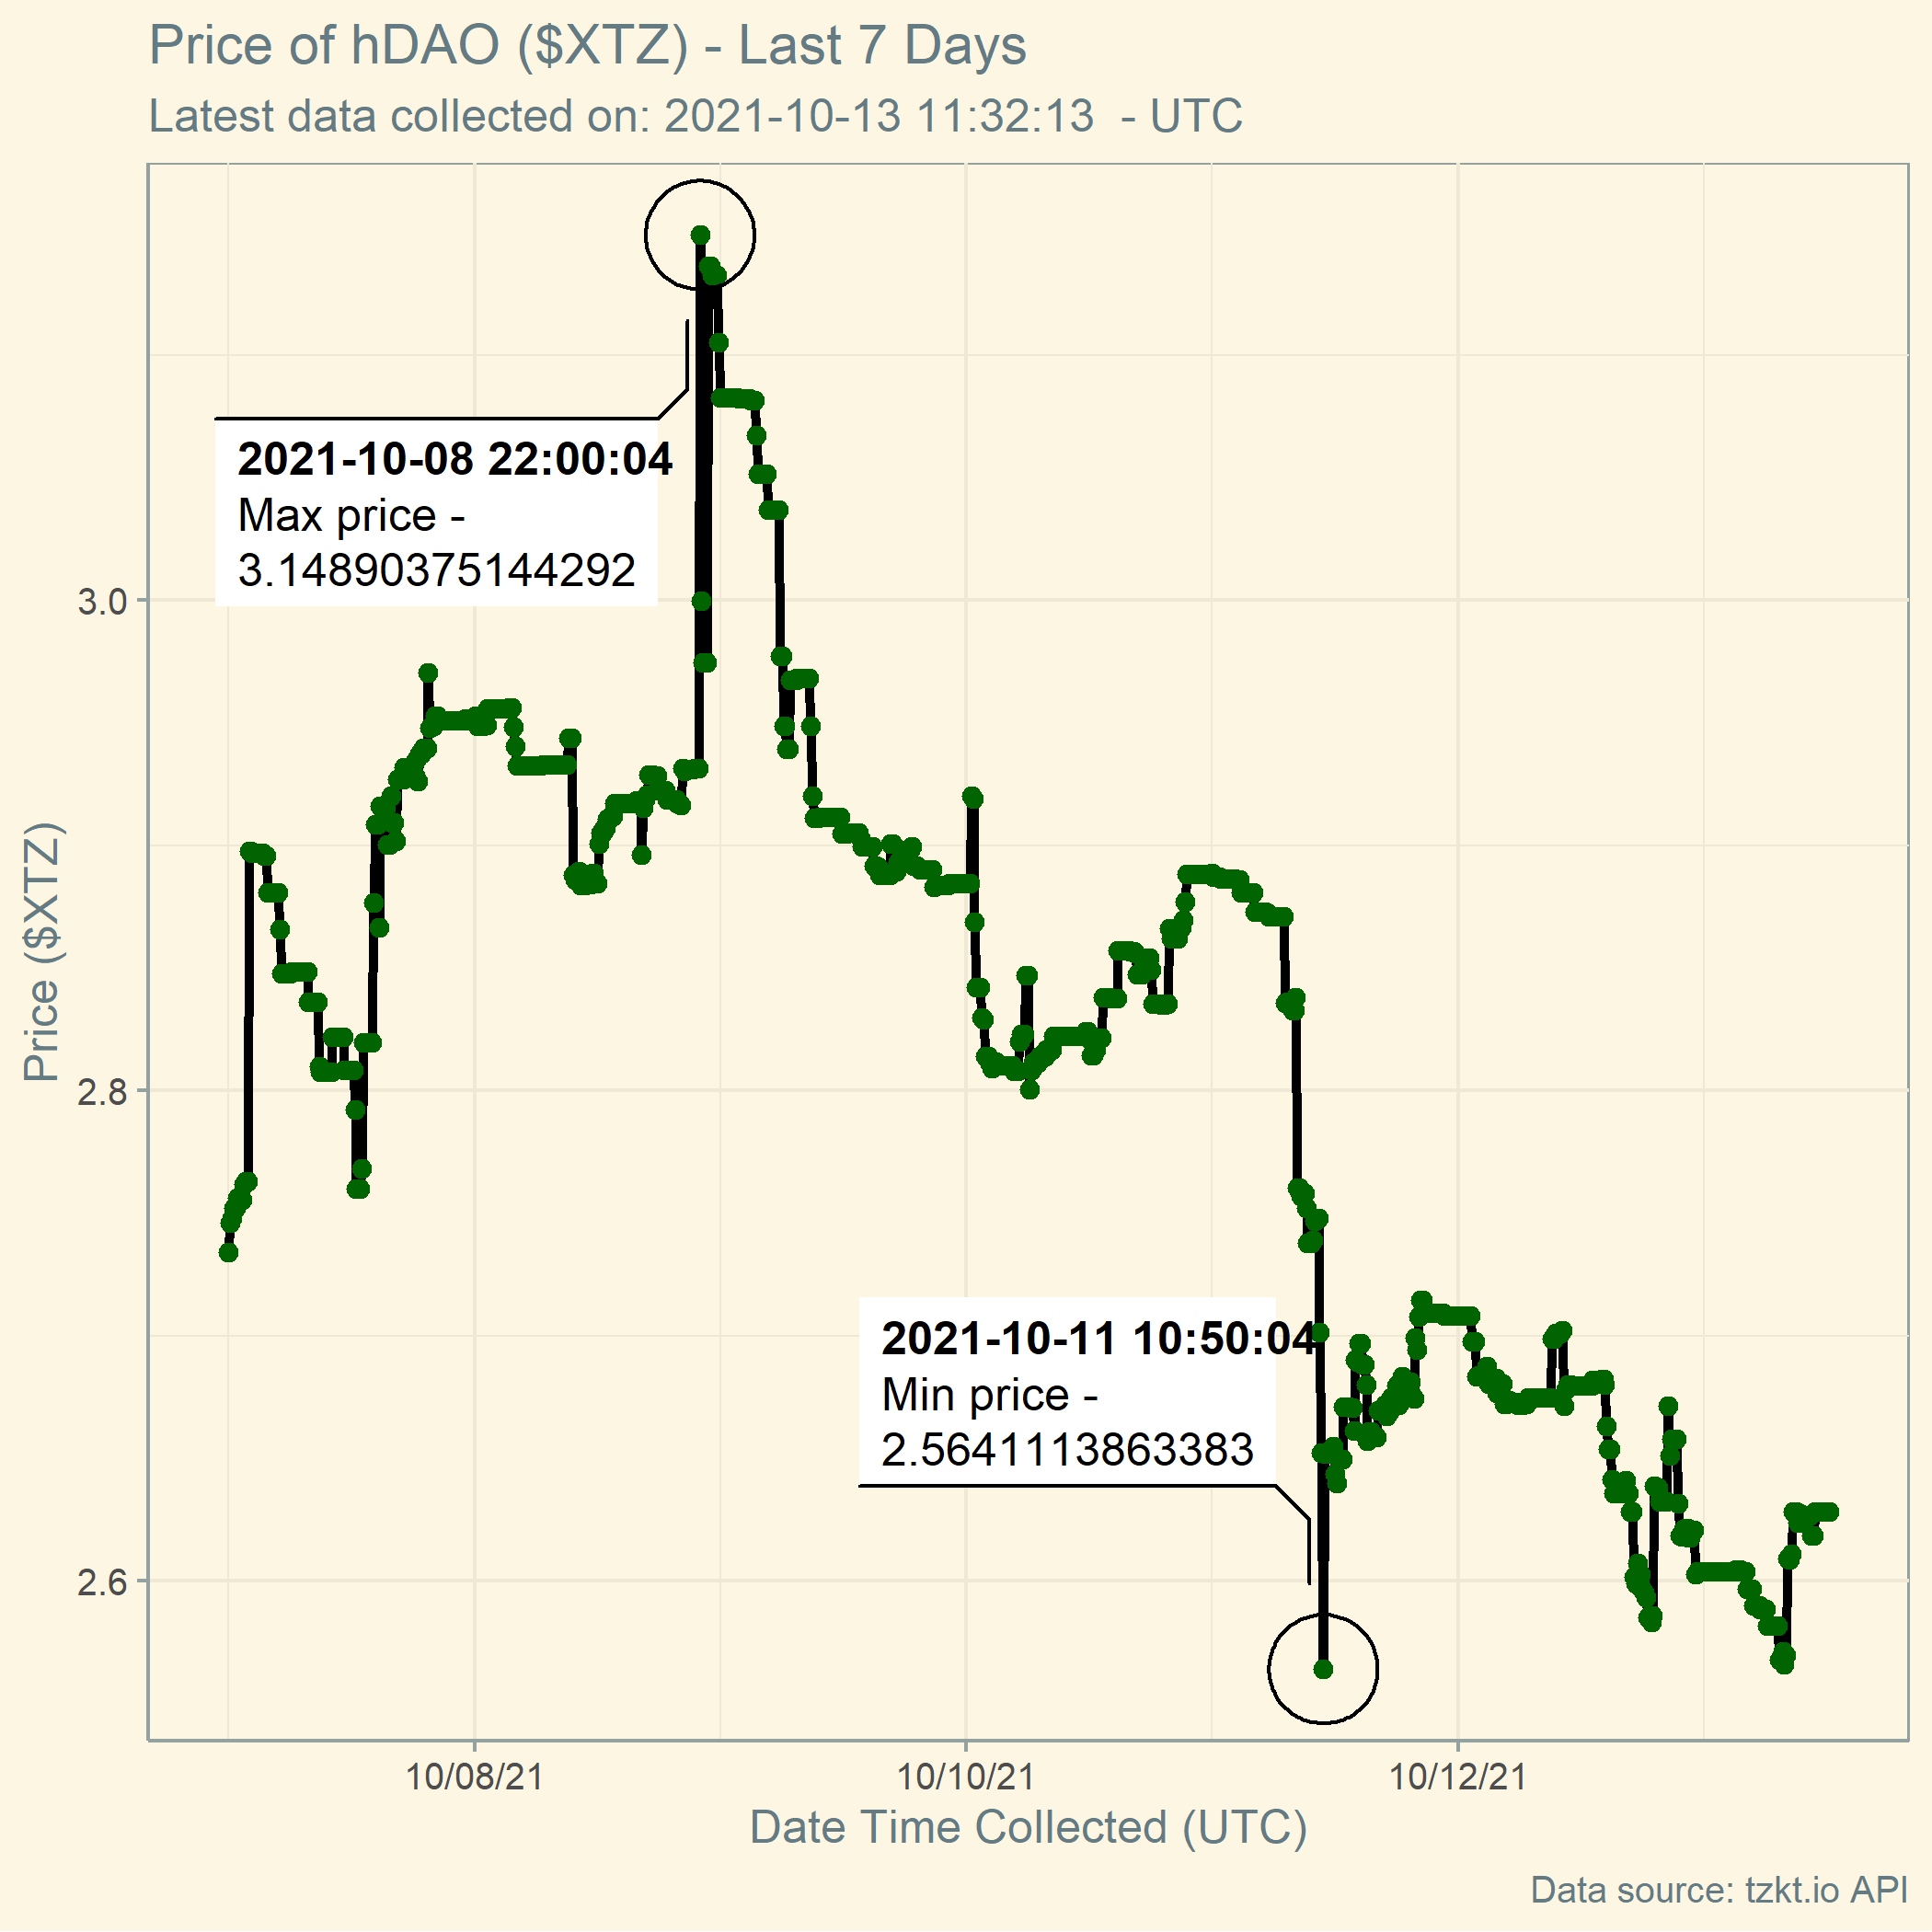 Price of hDAO ($XTZ) - Last 7 Days
Latest data collected on: 2021-10-13 11:32:13  - UTC
2021-10-08 22:00:04
Max price -
3.14890375144292
3.0
2.8
2.6
Price ($XTZ)
2021-10-11 10:50:04
Min price -
2.5641113863383
10/08/21
10/10/21
10/12/21
Date Time Collected (UTC)
Data source: tzkt.io API